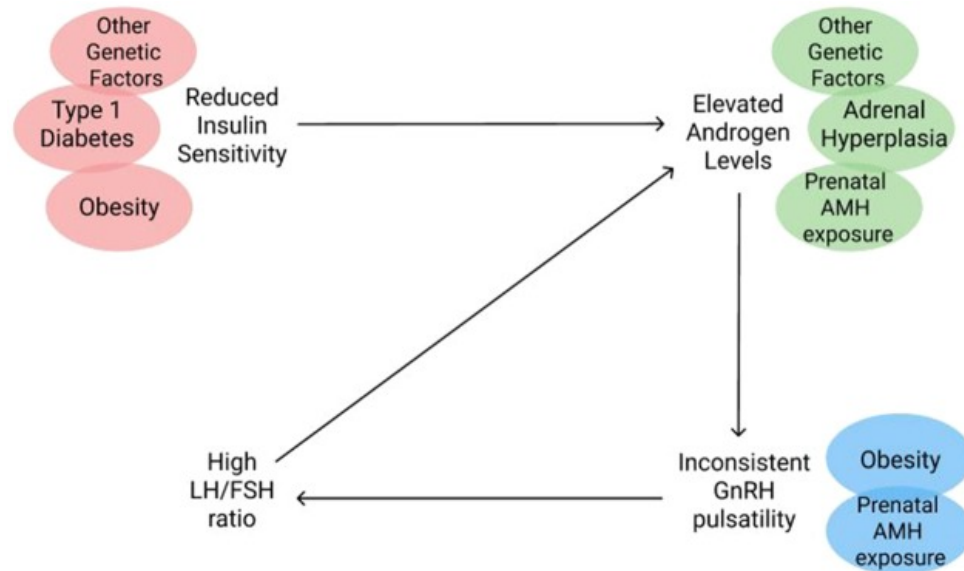 Other
Genetic
Factors
Type 1
Diabetes
Obesity
Reduced
Insulin
Sensitivity
Elevated
Androgen
Levels
Other
Genetic
Factors
Adrenal
Hyperplasia
Prenatal
AMH
exposure
High
LH/FSH
ratio
Inconsistent
GnRH
pulsatility
Obesity
Prenatal
AMH
exposure